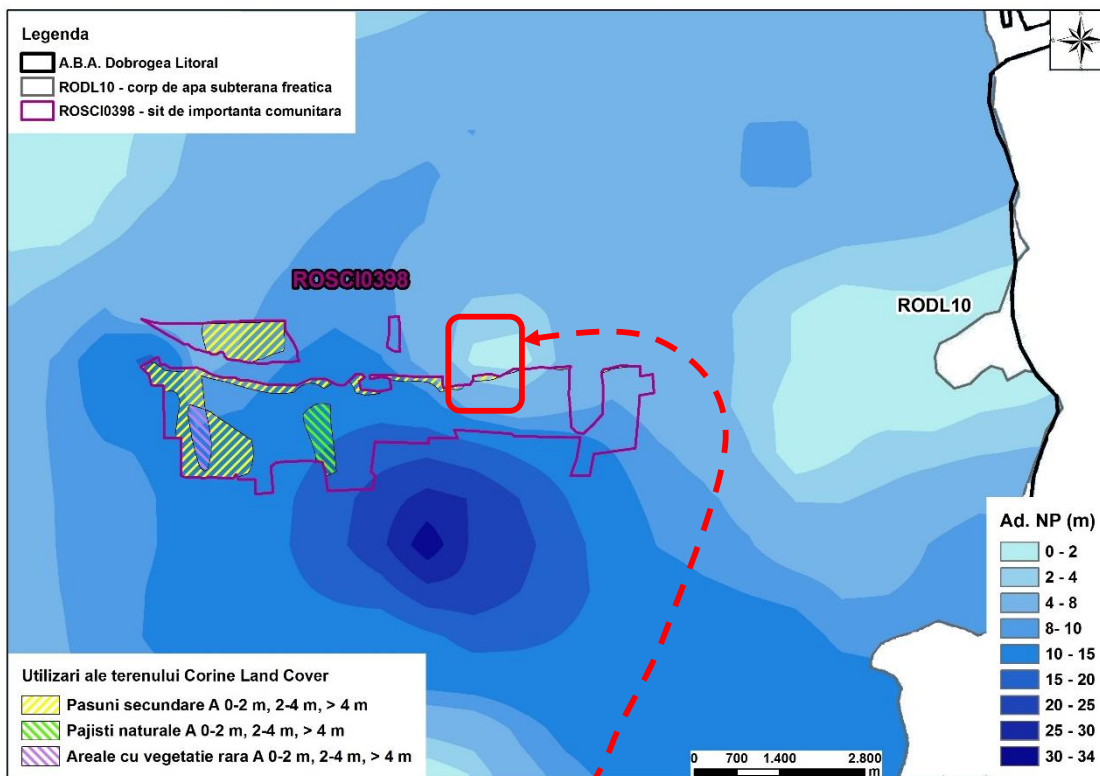 Legenda
A.B.A. Dobrogea Litoral
RODL10 - corp de apa subterana freatica
ROSCI0398 - sit de importanta comunitara
ROSCI0398
RODL10
Ad. NP (m)
0 - 2
2 - 4
4 - 8
8- 10
10 - 15
15 - 20
20 - 25
25 - 30
30 - 34
Utilizari ale terenului Corine Land Cover
Pasuni secundare A 0-2 m, 2-4 m, > 4 m
Pajisti naturale A 0-2 m, 2-4 m, > 4 m
Areale cu vegetatie rara A 0-2 m, 2-4 m, > 4 m
0 700 1.400 2.800
m